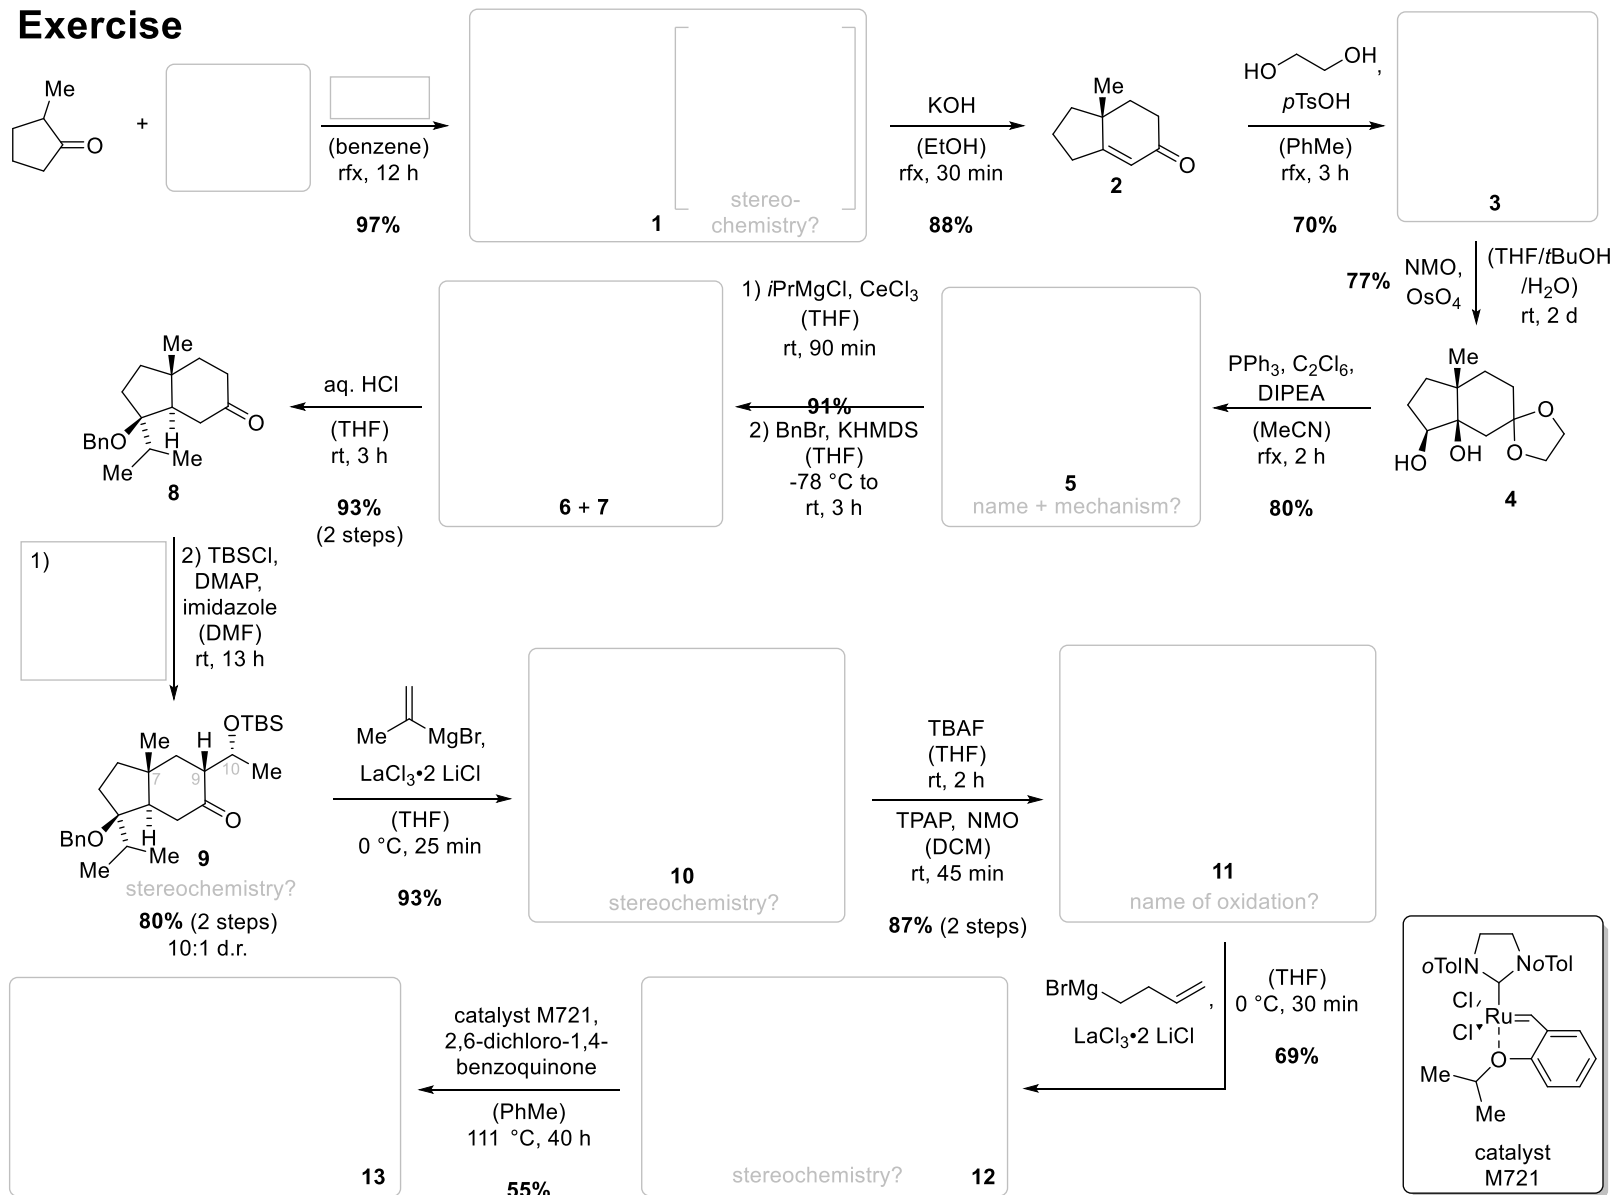 Exercise
Me
O
+
(benzene)
rfx, 12 h
97%
1
stereo-
chemistry?
KOH
(EtOH)
rfx, 30 min
88%
Me
O
2
HO
OH,
pTsOH
(PhMe)
rfx, 3 h
70%
3
77%
NMO,
OsO4
(THF/tBuOH
/H2O)
rt, 2 d
Me
O
O
HO
OH
4
PPh3, C2Cl6,
DIPEA
(MeCN)
rfx, 2 h
80%
5
name + mechanism?
1) iPrMgCl, CeCl3
(THF)
rt, 90 min
91%
2) BnBr, KHMDS
(THF)
-78 °C to
rt, 3 h
6 + 7
aq. HCl
(THF)
rt, 3 h
93%
(2 steps)
Me
O
BnO
H
Me
Me
8
1)
2) TBSCl,
DMAP,
imidazole
(DMF)
rt, 13 h
OTBS
Me
H
10
Me
7
9
O
BnO
H
Me
Me
9
stereochemistry?
80% (2 steps)
10:1 d.r.
Me
MgBr,
LaCl3•2 LiCl
(THF)
0 °C, 25 min
93%
10
stereochemistry?
TBAF
(THF)
rt, 2 h
TPAP, NMO
(DCM)
rt, 45 min
87% (2 steps)
11
name of oxidation?
BrMg
,
LaCl3•2 LiCl
(THF)
0 °C, 30 min
69%
stereochemistry?
12
catalyst M721,
2,6-dichloro-1,4-
benzoquinone
(PhMe)
111 °C, 40 h
55%
13
oTolN
NoTol
Cl
Ru
Cl
O
Me
Me
catalyst
M721